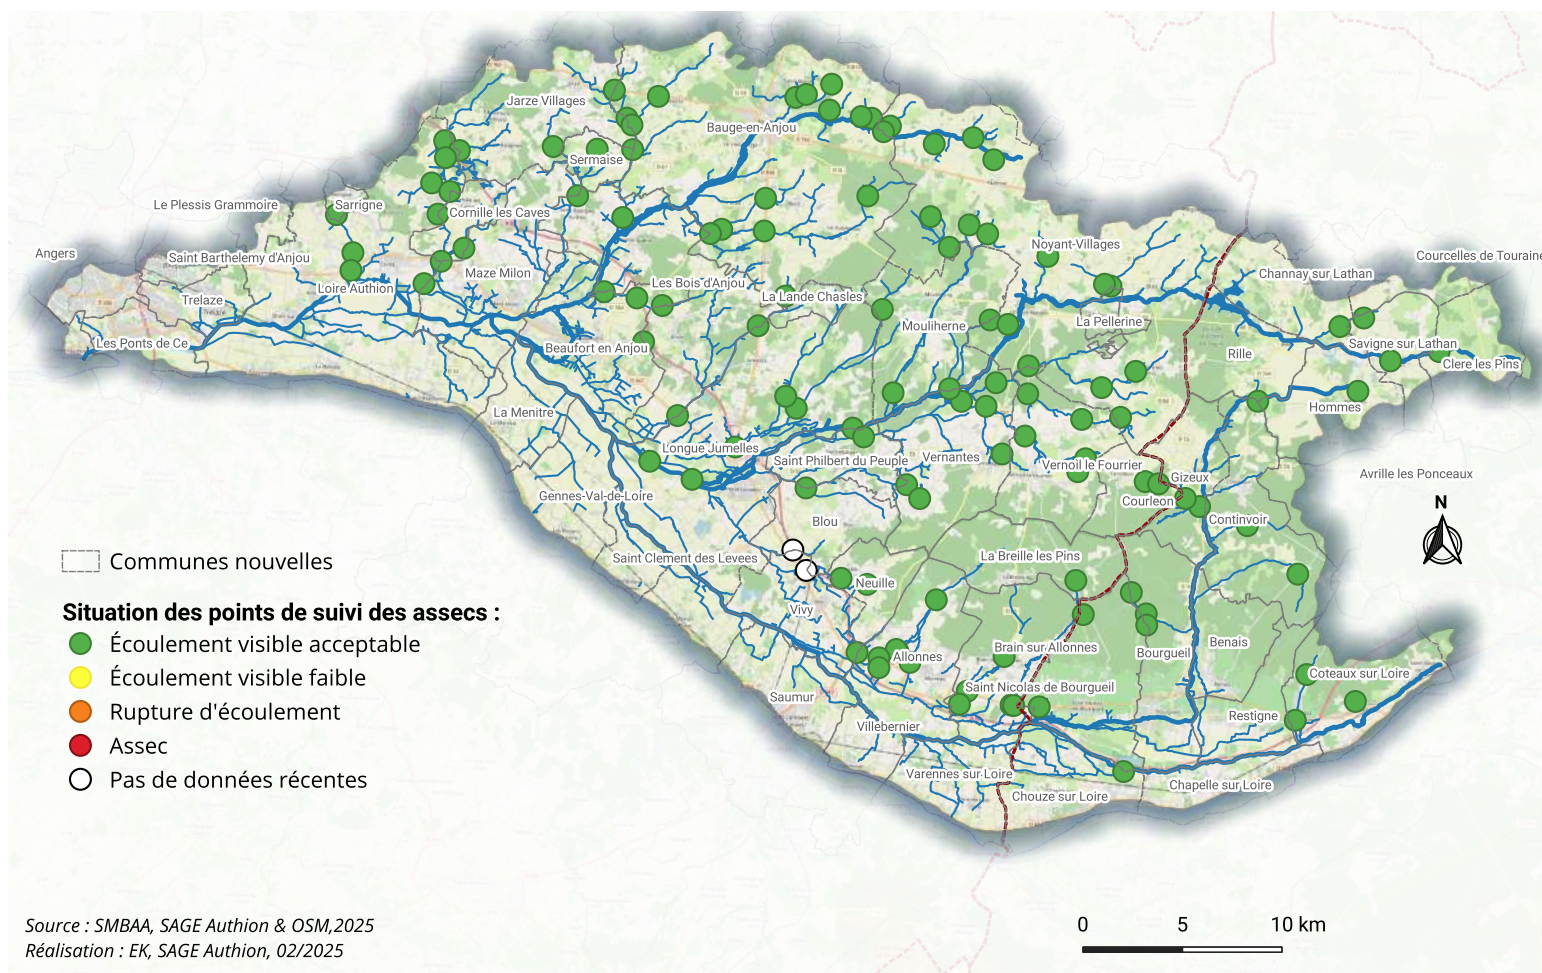 Jarze Villages
Bauge-en-Anjou
Sermaise
Le Plessis Grammoire
Sarrigne
Cornille les Caves
Angers
Saint Barthelemy d'Anjou
Noyant-Villages
Courcelles de Touraine
Maze Milon
Channay sur Lathan
Loire Authion
Les Bois d'Anjou
Trelaze
La Lande Chasles
Mouliherne
La Pellerine
Les Ponts de Ce
Beaufort en Anjou
Rille
Savigne sur Lathan
Clere les Pins
La Menitre
Hommes
Longue Jumelles
Saint Philbert du Peuple
Vernantes
Vernoil le Fourrier
Gizeux
Avrille les Ponceaux
Gennes-Val-de-Loire
Courleon
Blou
Continvoir
N
Saint Clement des Levees
La Breille les Pins
Neuille
Vivy
Allonnes
Brain sur Allonnes
Bourgueil
Benais
Saumur
Saint Nicolas de Bourgueil
Coteaux sur Loire
Villebernier
Restigne
Varennes sur Loire
Chouze sur Loire
Chapelle sur Loire
Communes nouvelles
Situation des points de suivi des assecs :
Écoulement visible acceptable
Écoulement visible faible
Rupture d'écoulement
Assec
Pas de données récentes
Source : SMBAA, SAGE Authion & OSM,2025
Réalisation : EK, SAGE Authion, 02/2025
0 5 10 km